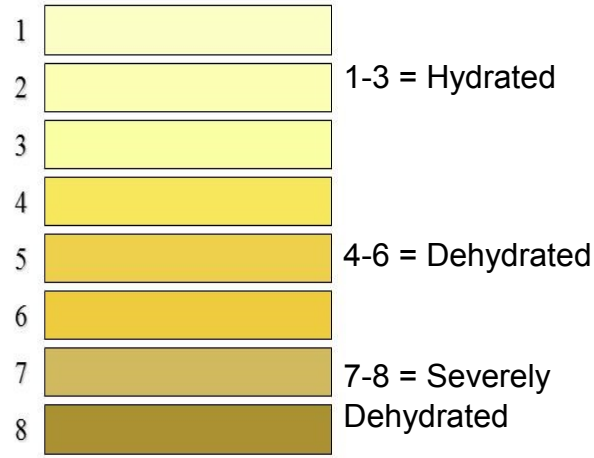 1
2
1-3 = Hydrated
3
4
5
4-6 = Dehydrated
6
7
7-8 = Severely
Dehydrated
8